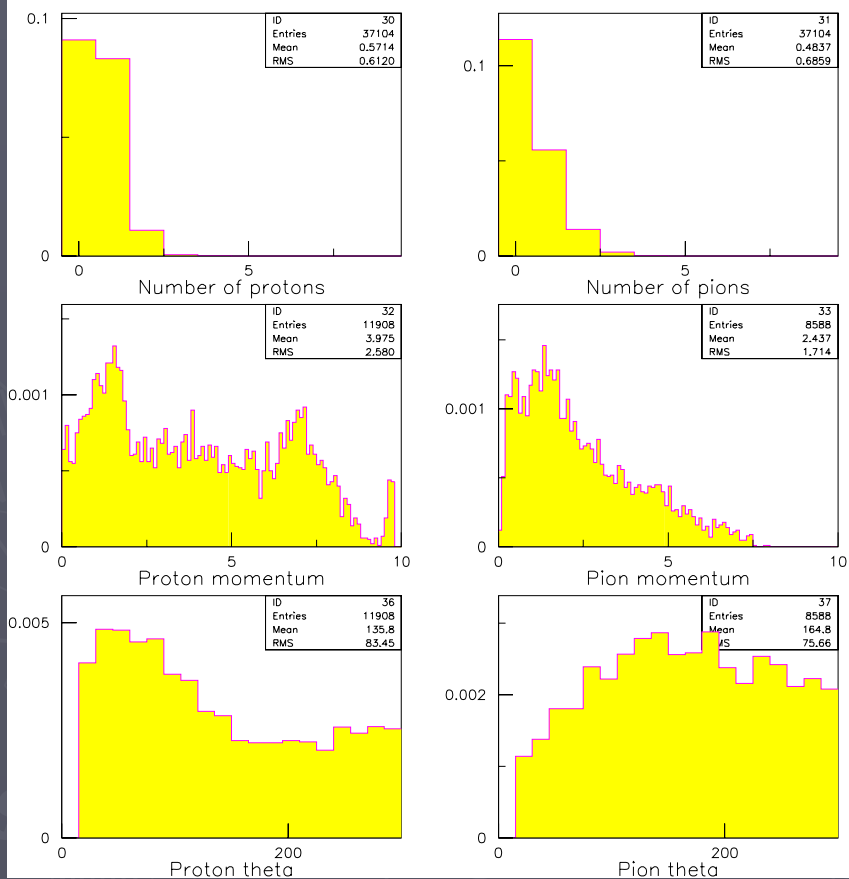 ID 30
Entries 37104
Mean 0.5714
RMS 0.6120
0.1
0
0 5
Number of protons
ID 31
Entries 37104
Mean 0.4837
RMS 0.6859
0.1
0
0 5
Number of pions
ID 32
Entries 11908
Mean 3.975
RMS 2.580
0.001
0
0 5 10
Proton momentum
ID 33
Entries 8588
Mean 2.437
RMS 1.714
0.001
0
0 5 10
Pion momentum
ID 36
Entries 11908
Mean 135.8
RMS 83.45
0.005
0
0 200
Proton theta
ID 37
Entries 8588
Mean 164.8
RMS 75.66
0.002
0
0 200
Pion theta